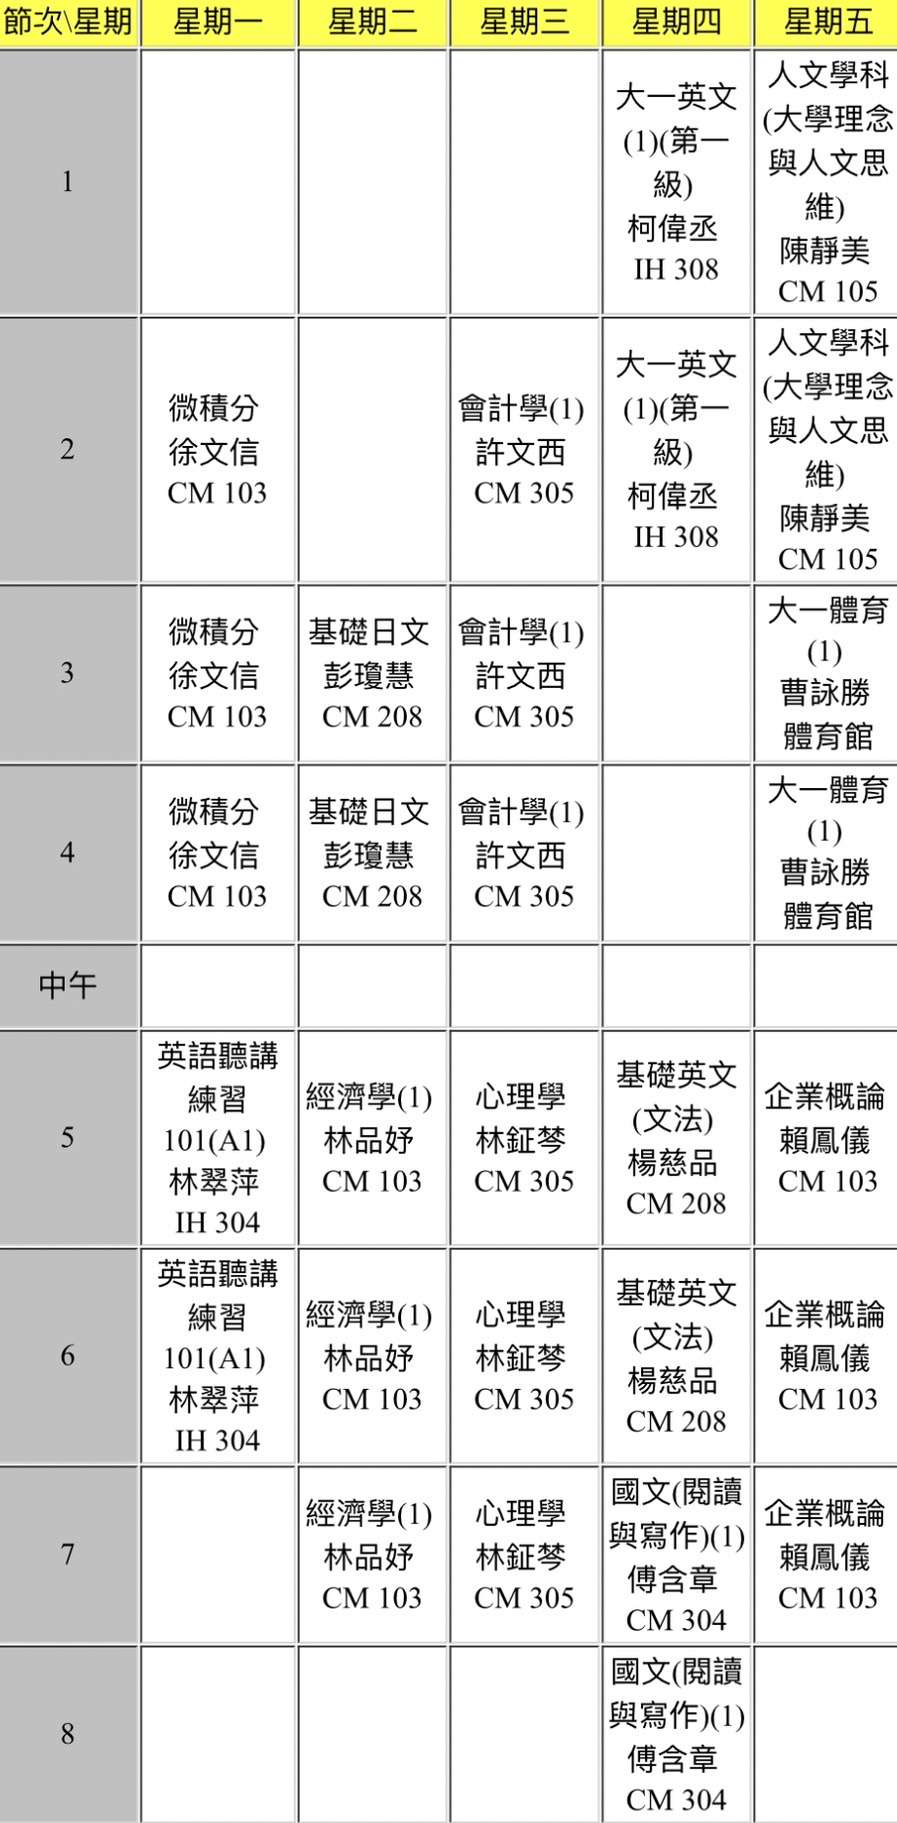 節次\星期 星期一 星期二 星期三 星期四 星期五
1
大一英文
(1)(第一
級)
柯偉丞
IH 308
人文學科
(大學理念
與人文思
維)
陳靜美
CM 105
2
微積分
徐文信
CM 103
會計學(1)
許文西
CM 305
大一英文
(1)(第一
級)
柯偉丞
IH 308
人文學科
(大學理念
與人文思
維)
陳靜美
CM 105
3
微積分
徐文信
CM 103
基礎日文
彭瓊慧
CM 208
會計學(1)
許文西
CM 305
大一體育
(1)
曹詠勝
體育館
4
微積分
徐文信
CM 103
基礎日文
彭瓊慧
CM 208
會計學(1)
許文西
CM 305
大一體育
(1)
曹詠勝
體育館
中午
5
英語聽講
練習
101(A1)
林翠萍
IH 304
經濟學(1)
林品妤
CM 103
心理學
林鉦棽
CM 305
基礎英文
(文法)
楊慈品
CM 208
企業概論
賴鳳儀
CM 103
6
英語聽講
練習
101(A1)
林翠萍
IH 304
經濟學(1)
林品妤
CM 103
心理學
林鉦棽
CM 305
基礎英文
(文法)
楊慈品
CM 208
企業概論
賴鳳儀
CM 103
7
經濟學(1)
林品妤
CM 103
心理學
林鉦棽
CM 305
國文(閱讀
與寫作)(1)
傅含章
CM 304
企業概論
賴鳳儀
CM 103
8
國文(閱讀
與寫作)(1)
傅含章
CM 304